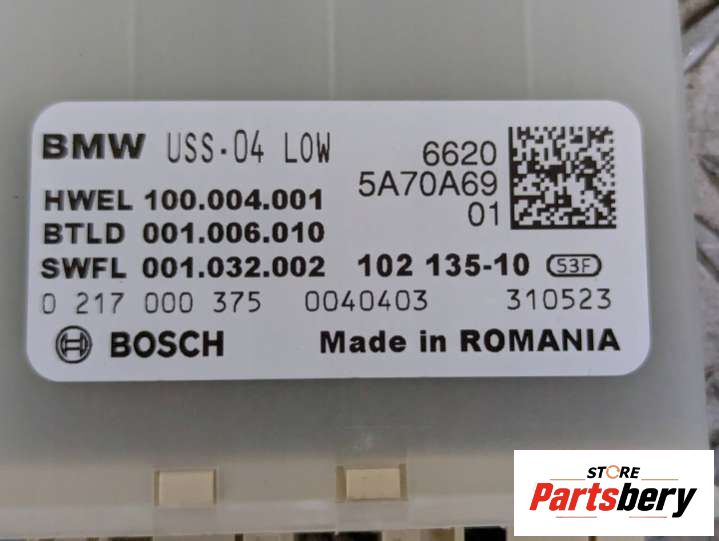 BMW USS-04 LOW 6620
5A70A69
01
HWEL 100.004.001
BTLD 001.006.010
SWFL 001.032.002 102 135-10 S3F
0 217 000 375 0040403 310523
BOSCH Made in ROMANIA
STORE
Partsbery